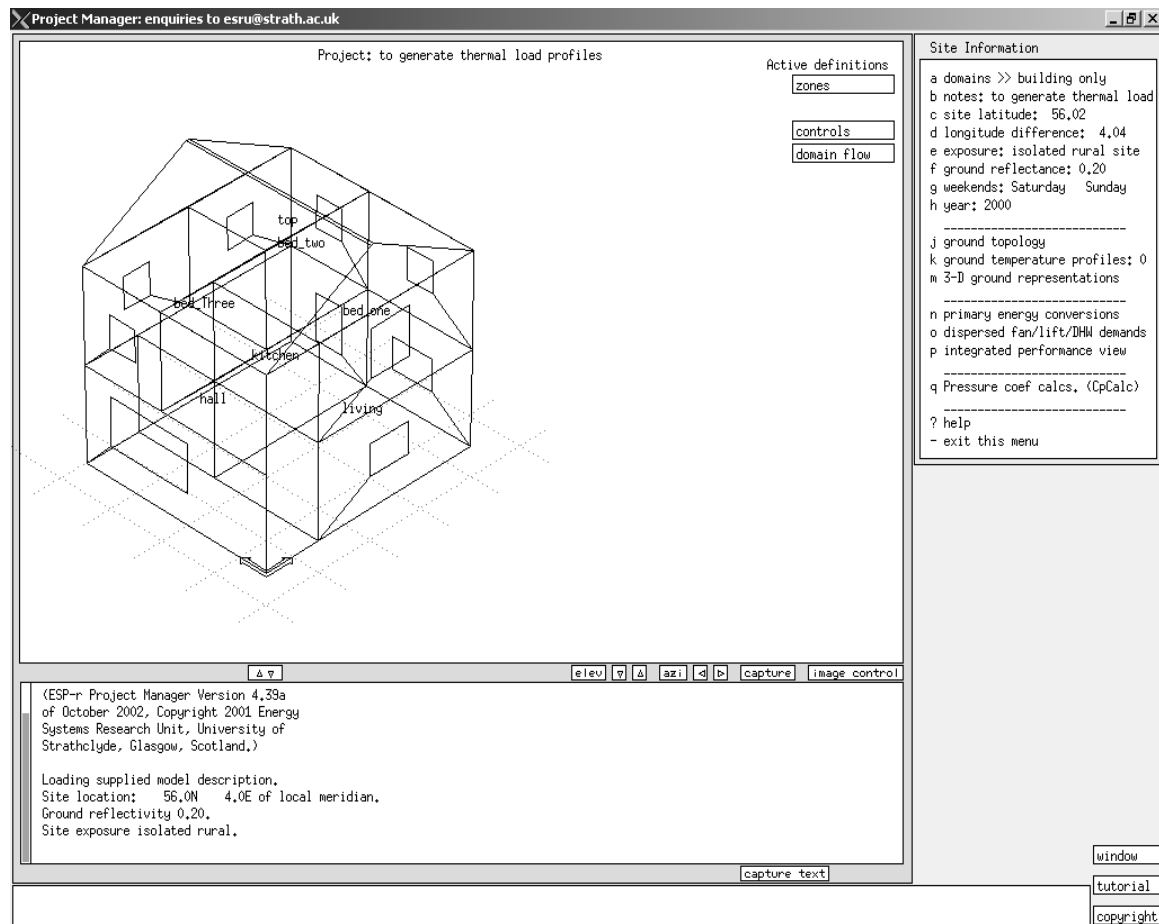 Project Manager: enquiries to esru@strath.ac.uk
Project: to generate thermal load profiles
Active definitions
zones
controls
domain flow
top
bed_two
bed_Three
bed_one
kitchen
hall
living
elev
azi
capture
image control
(ESP-r Project Manager Version 4.39a
of October 2002, Copyright 2001 Energy
Systems Research Unit, University of
Strathclyde, Glasgow, Scotland.)
Loading supplied model description.
Site location: 56.0N 4.0E of local meridian.
Ground reflectivity 0.20.
Site exposure isolated rural.
capture text
Site Information
a domains >> building only
b notes: to generate thermal load
c site latitude: 56.02
d longitude difference: 4.04
e exposure: isolated rural site
f ground reflectance: 0.20
g weekends: Saturday Sunday
h year: 2000
___________________________
j ground topology
k ground temperature profiles: 0
m 3-D ground representations
___________________________
n primary energy conversions
o dispersed fan/lift/DHW demands
p integrated performance view
___________________________
q Pressure coef calcs. (CpCalc)
___________________________
? help
- exit this menu
window
tutorial
copyright